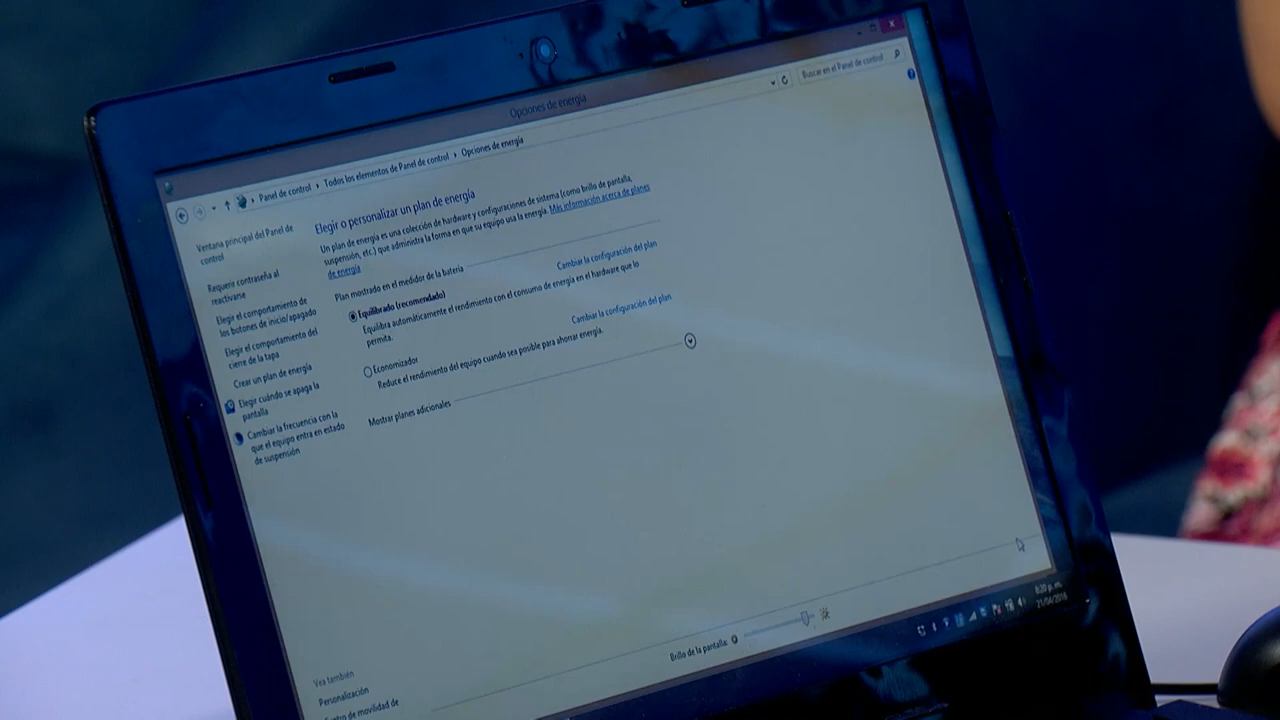 Opciones de energía
Panel de control › Todos los elementos de Panel de control › Opciones de energía
Buscar en el Panel de control
Ventana principal del Panel de
control
Requerir contraseña al
reactivarse
Elegir el comportamiento de
los botones de inicio/apagado
Elegir el comportamiento del
cierre de la tapa
Crear un plan de energía
Elegir cuándo se apaga la
pantalla
Cambiar la frecuencia con la
que el equipo entra en estado
de suspensión
Elegir o personalizar un plan de energía
Un plan de energía es una colección de hardware y configuraciones de sistema (como brillo de pantalla,
suspensión, etc.) que administra la forma en que su equipo usa la energía. Más información acerca de planes
de energía
Plan mostrado en el medidor de la batería
Equilibrado (recomendado)
Cambiar la configuración del plan
Equilibra automáticamente el rendimiento con el consumo de energía en el hardware que lo
permita.
Economizador
Cambiar la configuración del plan
Reduce el rendimiento del equipo cuando sea posible para ahorrar energía.
Mostrar planes adicionales
Vea también
Personalización
Centro de movilidad de
Brillo de la pantalla:
8:20 p. m.
21/04/2016